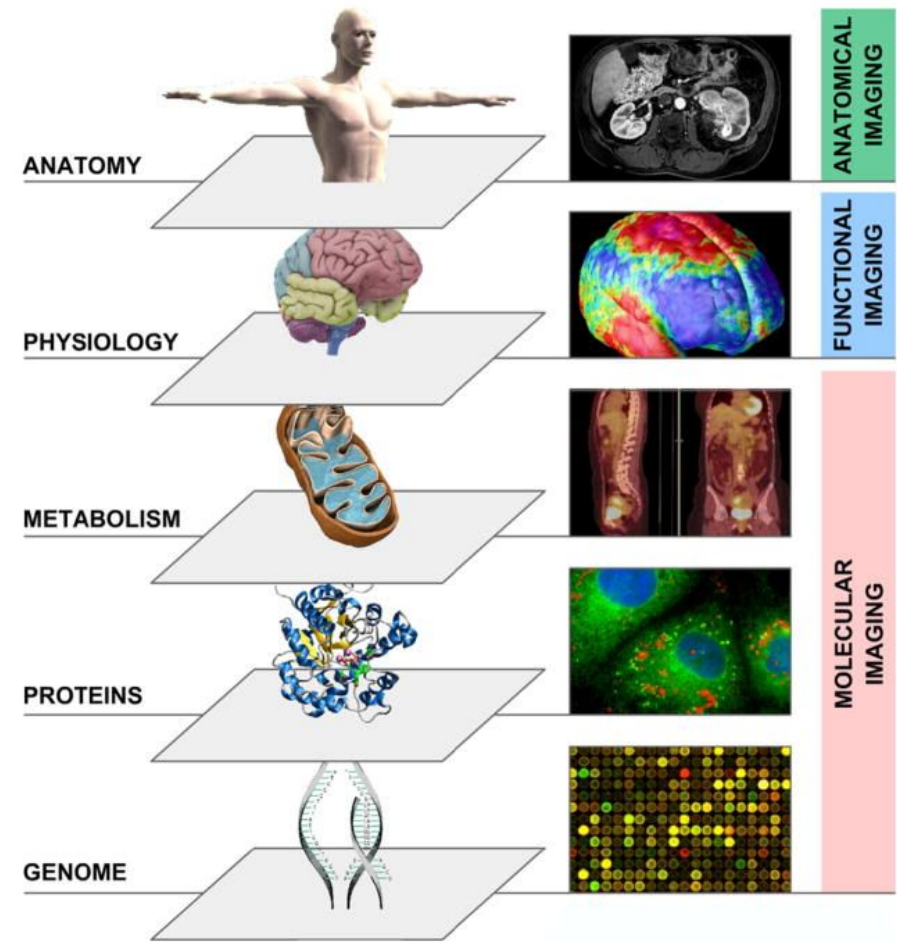 ANATOMY
ANATOMICAL
IMAGING
PHYSIOLOGY
FUNCTIONAL
IMAGING
METABOLISM
PROTEINS
MOLECULAR
IMAGING
GENOME